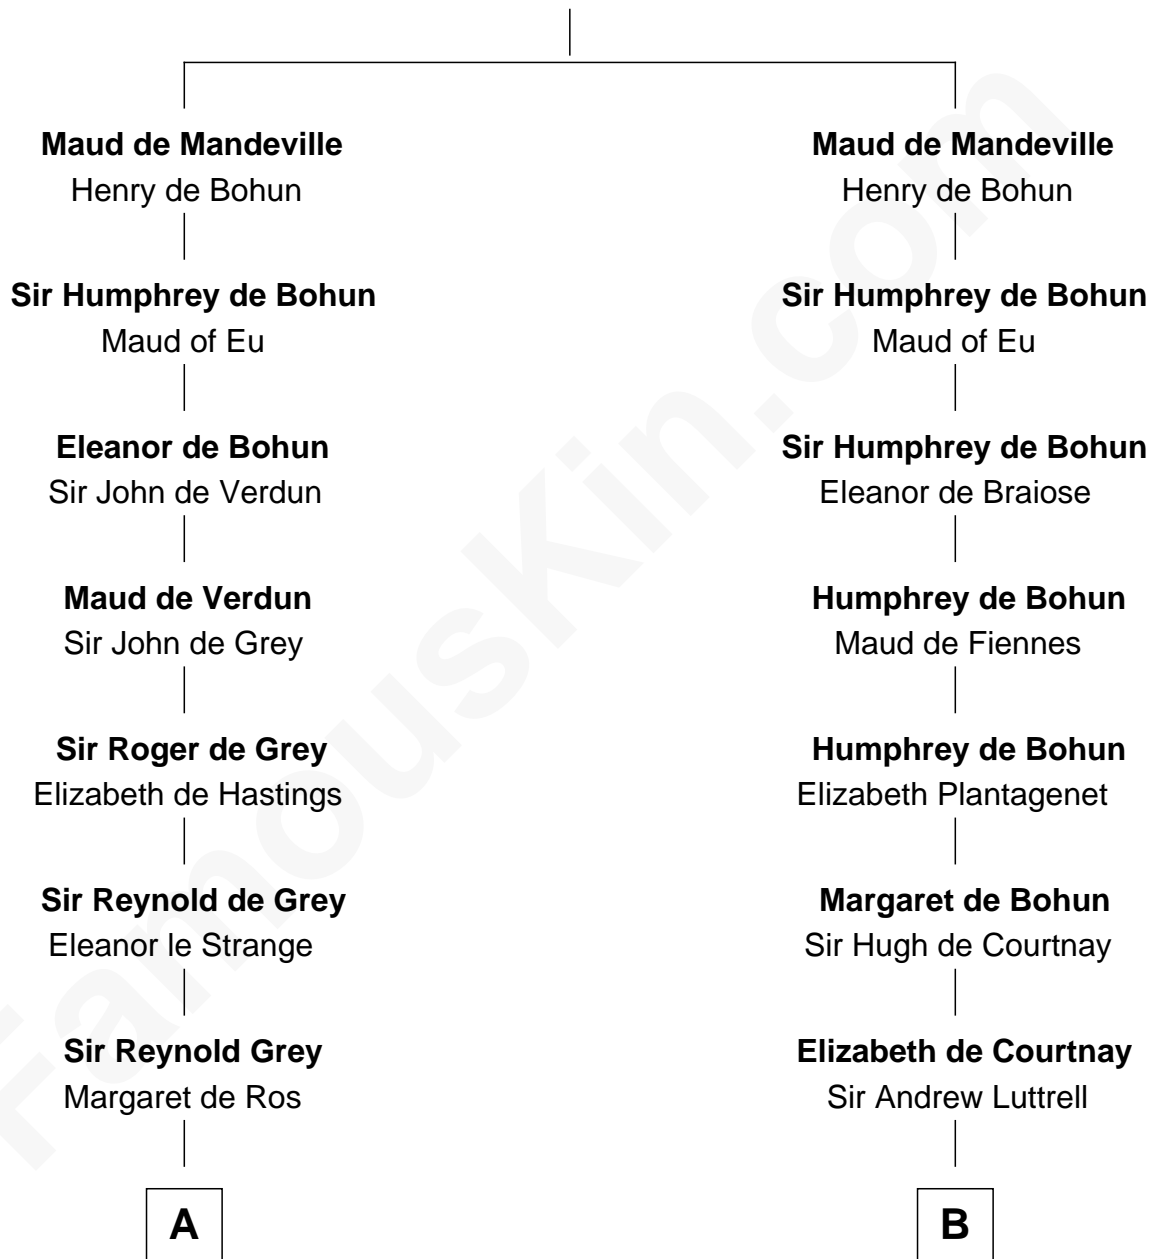 Maud de Mandeville
Henry de Bohun
Sir Humphrey de Bohun
Maud of Eu
Eleanor de Bohun
Sir John de Verdun
Maud de Verdun
Sir John de Grey
Sir Roger de Grey
Elizabeth de Hastings
Sir Reynold de Grey
Eleanor le Strange
Sir Reynold Grey
Margaret de Ros
A
Maud de Mandeville
Henry de Bohun
Sir Humphrey de Bohun
Maud of Eu
Sir Humphrey de Bohun
Eleanor de Braiose
Humphrey de Bohun
Maud de Fiennes
Humphrey de Bohun
Elizabeth Plantagenet
Margaret de Bohun
Sir Hugh de Courtnay
Elizabeth de Courtnay
Sir Andrew Luttrell
B
FamousKin.com